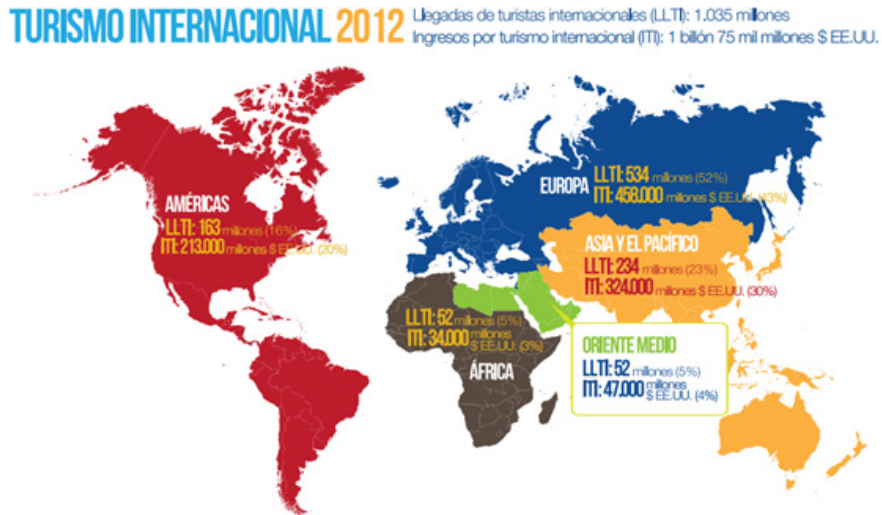 TURISMO INTERNACIONAL 2012
Llegadas de turistas internacionales (LLTI): 1.035 millones
Ingresos por turismo internacional (ITI): 1 billón 75 mil millones $ EE.UU.
AMÉRICAS
LLTI: 163 millones (16%)
ITI: 213.000 millones $ EE.UU. (20%)
EUROPA
LLTI: 534 millones (52%)
ITI: 458.000 millones $ EE.UU. (43%)
ASIA Y EL PACÍFICO
LLTI: 234 millones (23%)
ITI: 324.000 millones $ EE.UU. (30%)
LLTI: 52 millones (5%)
ITI: 34.000 millones
$ EE.UU. (3%)
ÁFRICA
ORIENTE MEDIO
LLTI: 52 millones (5%)
ITI: 47.000 millones
$ EE.UU. (4%)